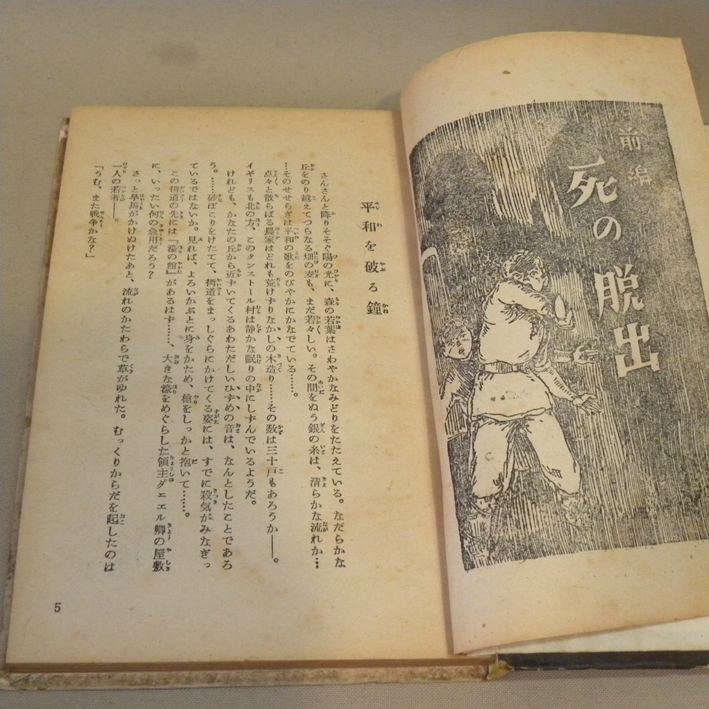 前編
死の脱出
平和を破る鐘
さんさんと降りそそぐ陽の光に、森の若葉はさわやかなみどりをたたえている。なだらかな
丘をのり越えてつらなる畑の麦も、まだ若々しい。その間をぬう銀の糸は、清らかな流れか…
…そのせせらぎは平和の歌をのびやかにかなでている……。
点々と散らばる農家はどれも荒けずりなかしの木造り……その数は三十戸もあろうか――。
イギリスも北の方、このタンストール村は静かな眠りの中にしずんでいるようだ。
けれども、かなたの丘から近ずいてくるあわただしいひずめの音は、なんとしたことであろ
う。……砂ぼこりをけたてて、街道をまっしぐらにかけてくる姿には、すでに殺気がみなぎっ
ているではないか。見れば、よろいかぶとに身をかため、槍をしっかと抱いて……。
この街道の先には『濠の館』があるはず……、大きな濠をめぐらした領主ダェエル卿の屋敷
に、いったい何の急用だろう？
さっと早馬がかけぬけたあと、流れのかたわらで草がゆれた。むっくりからだを起したのは
一人の若者――。
「うむ、また戦争かな？」
5